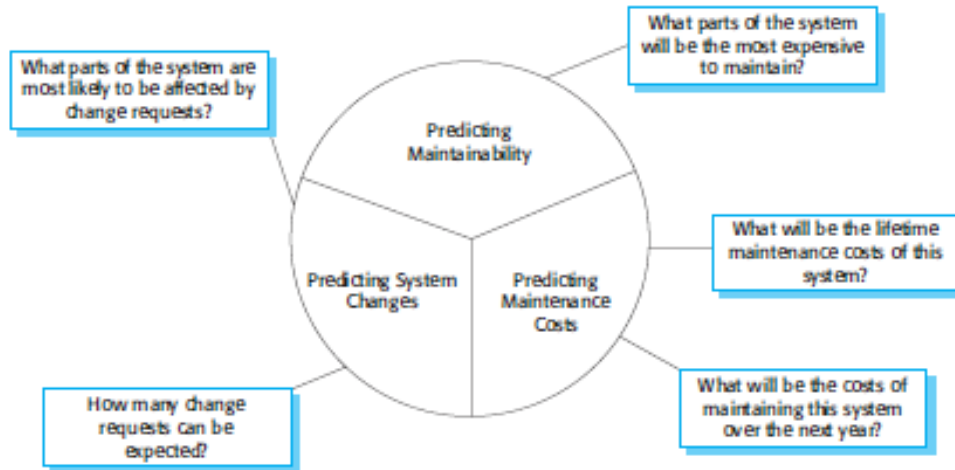 What parts of the system
will be the most expensive
to maintain?
What parts of the system are
most likely to be affected by
change requests?
Predicting
Maintainability
What will be the lifetime
maintenance costs of this
system?
Predicting System
Changes
Predicting
Maintenance
Costs
What will be the costs of
maintaining this system
over the next year?
How many change
requests can be
expected?